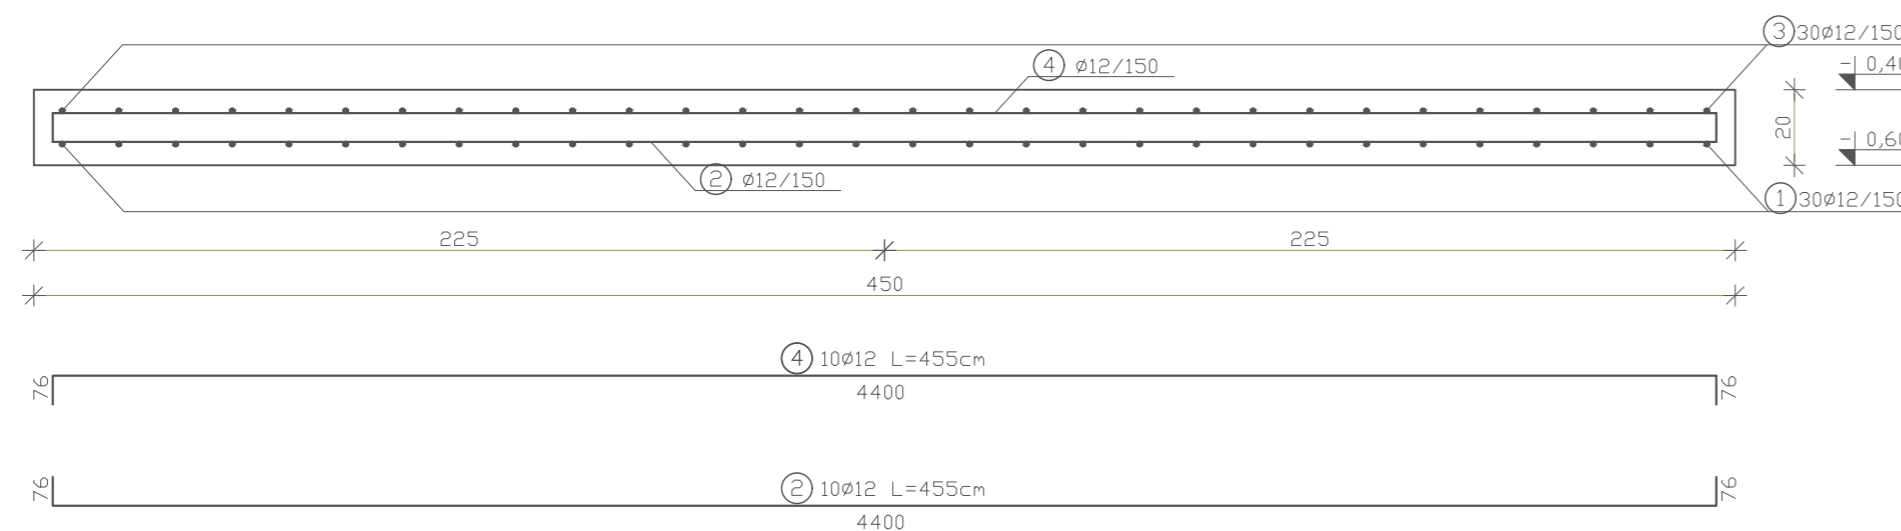 3 30ø12/150
4 ø12/150
-| 0,40
20
-| 0,60
2 ø12/150
1 30ø12/150
225 225
450
4 10ø12 L=455cm
76 4400 76
2 10ø12 L=455cm
76 4400 76